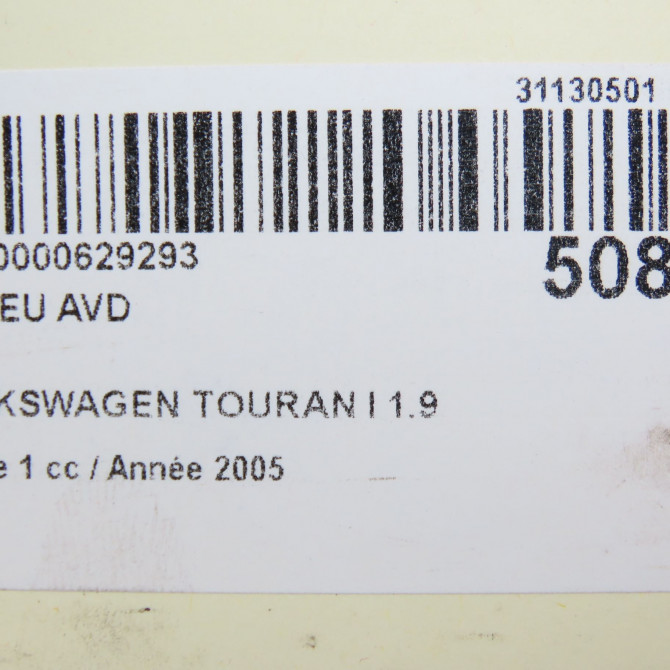 31130501
0000629293
508
EU AVD
KSWAGEN TOURAN I 1.9
e 1 cc / Année 2005